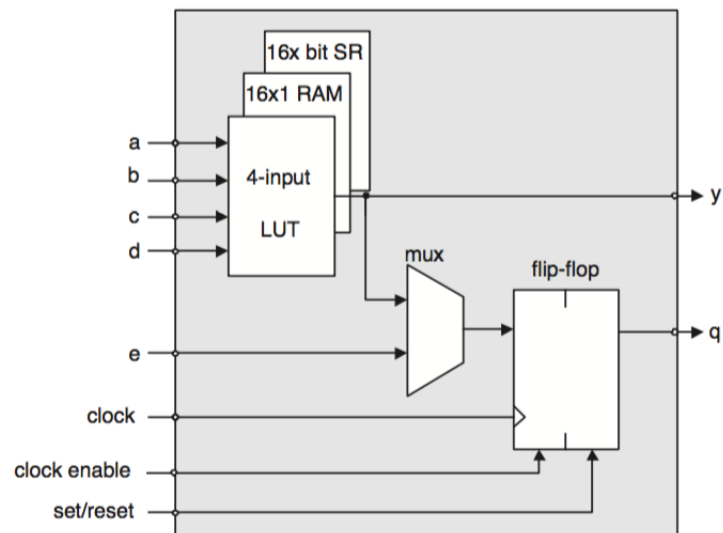 16x bit SR
16x1 RAM
4-input
LUT
a
b
c
d
y
mux
flip-flop
q
e
clock
clock enable
set/reset